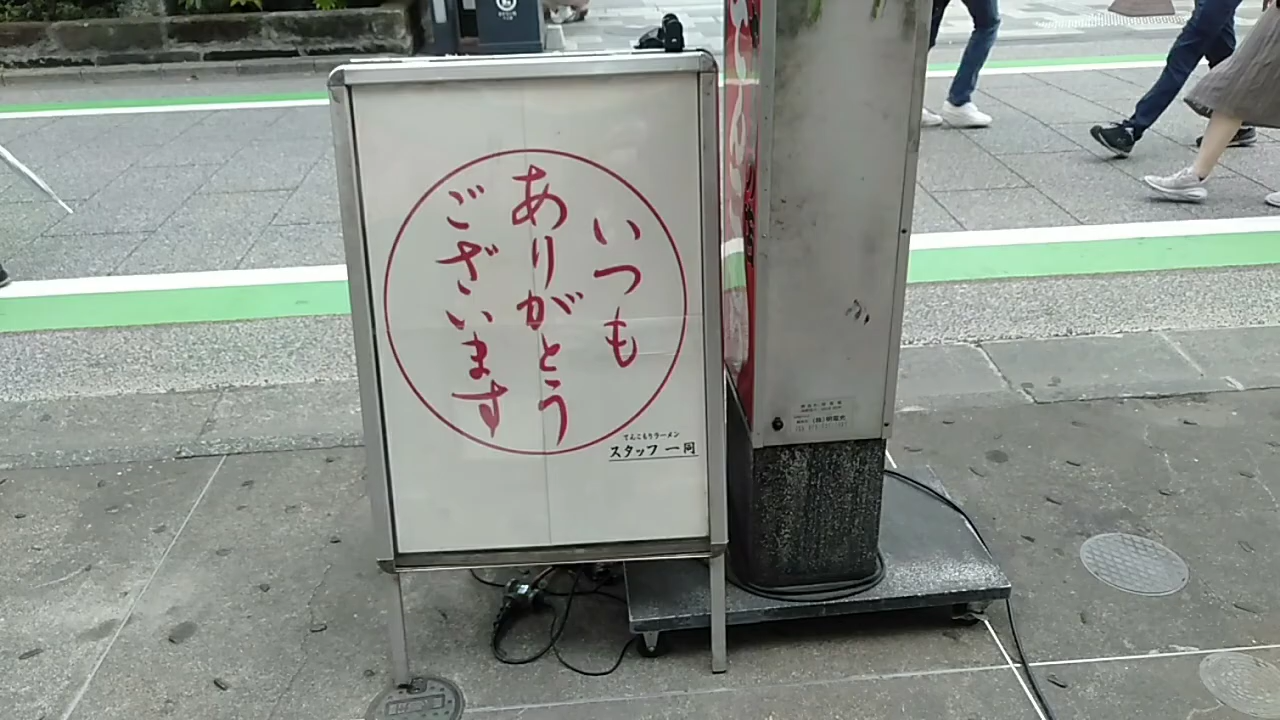 いつも
ありがとう
ございます
てんこもりラーメン
スタッフ一同